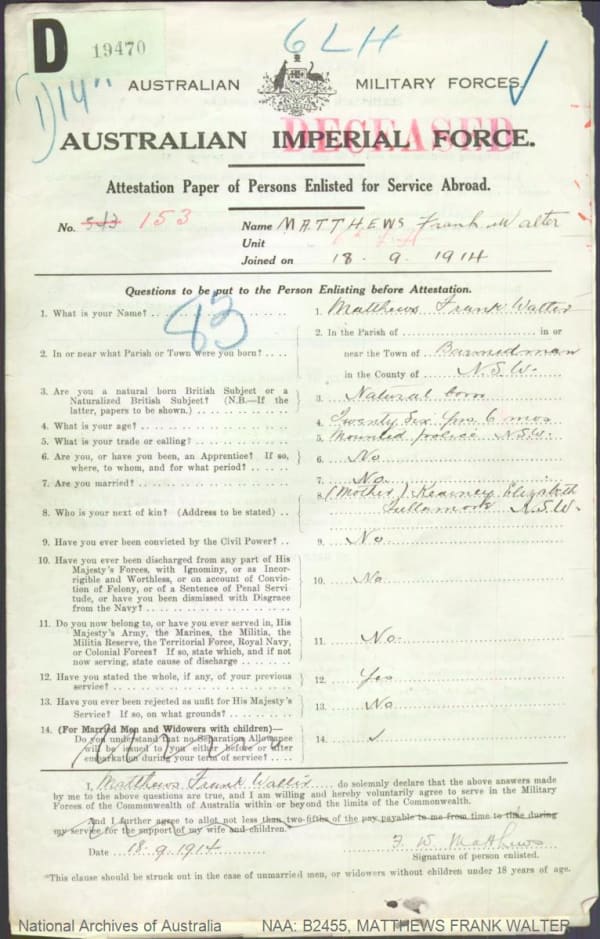 D
19470
6 L H
D14"
AUSTRALIAN MILITARY FORCES.
AUSTRALIAN IMPERIAL FORCE.
DECEASED
Attestation Paper of Persons Enlisted for Service Abroad.
No. 153 Name MATTHEWS Frank Walter
Unit
Joined on 18. 9. 1914
Questions to be put to the Person Enlisting before Attestation.
83
1. What is your Name? 1. Matthews Frank Walter
2. In or near what Parish or Town were you born? 2. In the Parish of in or
near the Town of
in the County of N.S.W.
3. Are you a natural born British Subject or a
Naturalized British Subject? (N.B.—If the
latter, papers to be shown.) 3. Natural born
4. What is your age? 4. Twenty Six yrs 6 mos
5. What is your trade or calling? 5. Mounted police N.S.W.
6. Are you, or have you been, an Apprentice? If so,
where, to whom, and for what period? 6. No
7. Are you married? 7. No
8. Who is your next of kin? (Address to be stated) 8. (Mother) Kearney Elizabeth
Tullamore N.S.W.
9. Have you ever been convicted by the Civil Power? 9. No
10. Have you ever been discharged from any part of His
Majesty's Forces, with Ignominy, or as Incor-
rigible and Worthless, or on account of Convic-
tion of Felony, or of a Sentence of Penal Servi-
tude, or have you been dismissed with Disgrace
from the Navy? 10. No
11. Do you now belong to, or have you ever served in, His
Majesty's Army, the Marines, the Militia, the
Militia Reserve, the Territorial Force, Royal Navy,
or Colonial Forces? If so, state which, and if not
now serving, state cause of discharge 11. No
12. Have you stated the whole, if any, of your previous
service? 12. Yes
13. Have you ever been rejected as unfit for His Majesty's
Service? If so, on what grounds? 13. No
14. (For Married Men and Widowers with children)—
Do you understand that no Separation Allowance
will be issued to you either before or after
embarkation during your term of service? 14. ✓
I, Matthews Frank Walter do solemnly declare that the above answers made
by me to the above questions are true, and I am willing and hereby voluntarily agree to serve in the Military
Forces of the Commonwealth of Australia within or beyond the limits of the Commonwealth.
*And I further agree to allot not less than two-fifths of the pay payable to me from time to time during
my service for the support of my wife and children.
Date 18.9.1914 F. W. Matthews
Signature of person enlisted.
*This clause should be struck out in the case of unmarried men, or widowers without children under 18 years of age.
National Archives of Australia NAA: B2455, MATTHEWS FRANK WALTER